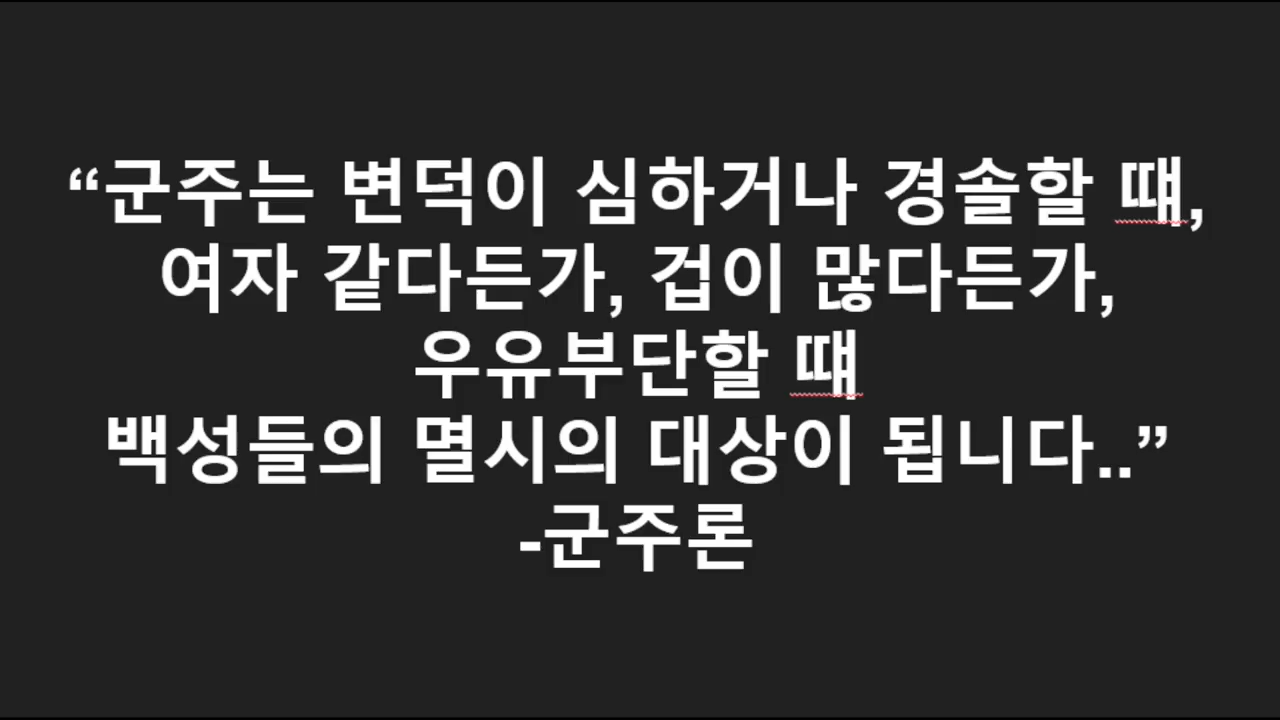 “군주는 변덕이 심하거나 경솔할 떄,
여자 같다든가, 겁이 많다든가,
우유부단할 떄
백성들의 멸시의 대상이 됩니다..”
-군주론